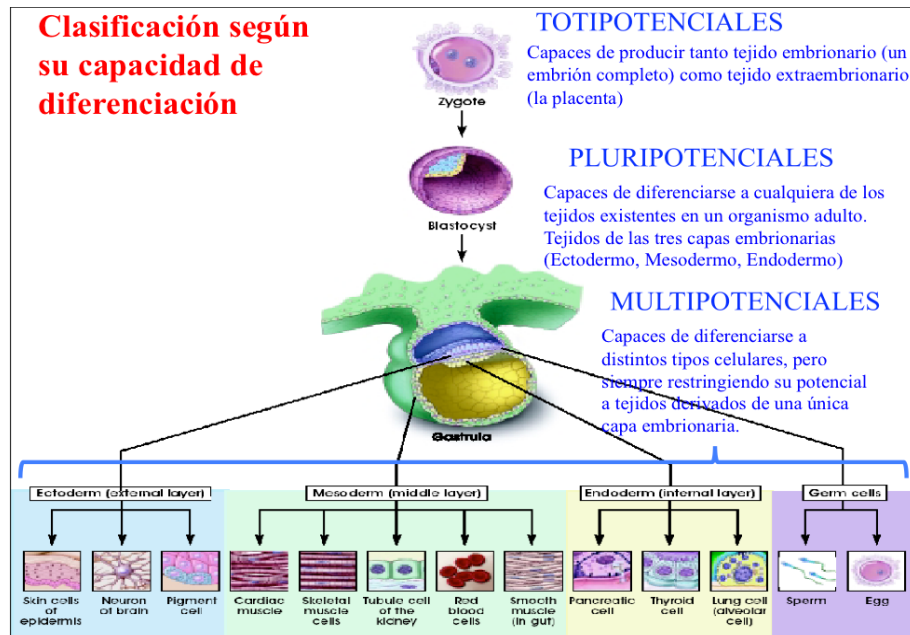 Clasificación según
su capacidad de
diferenciación
TOTIPOTENCIALES
Capaces de producir tanto tejido embrionario (un
embrión completo) como tejido extraembrionario
(la placenta)
Zygote
PLURIPOTENCIALES
Capaces de diferenciarse a cualquiera de los
tejidos existentes en un organismo adulto.
Tejidos de las tres capas embrionarias
(Ectodermo, Mesodermo, Endodermo)
Blastocyst
MULTIPOTENCIALES
Capaces de diferenciarse a
distintos tipos celulares, pero
siempre restringiendo su potencial
a tejidos derivados de una única
capa embrionaria.
Gastrula
Ectoderm (external layer)
Mesoderm (middle layer)
Endoderm (internal layer)
Germ cells
Skin cells
of
epidermis
Neuron
of brain
Pigment
cell
Cardiac
muscle
Skeletal
muscle
cells
Tubule cell
of the
kidney
Red
blood
cells
Smooth
muscle
(in gut)
Pancreatic
cell
Thyroid
cell
Lung cell
(alveolar
cell)
Sperm
Egg